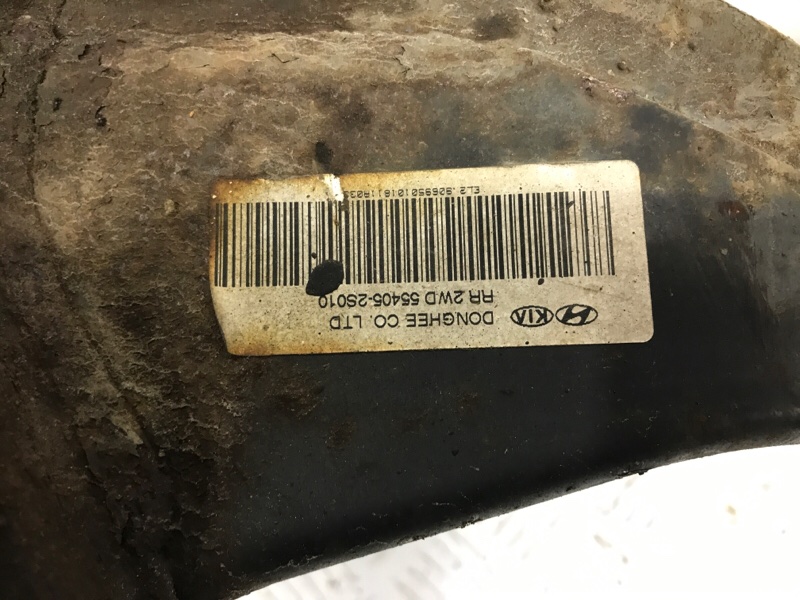 KIA DONGHEE CO. LTD
RR 2WD 55405-2S010